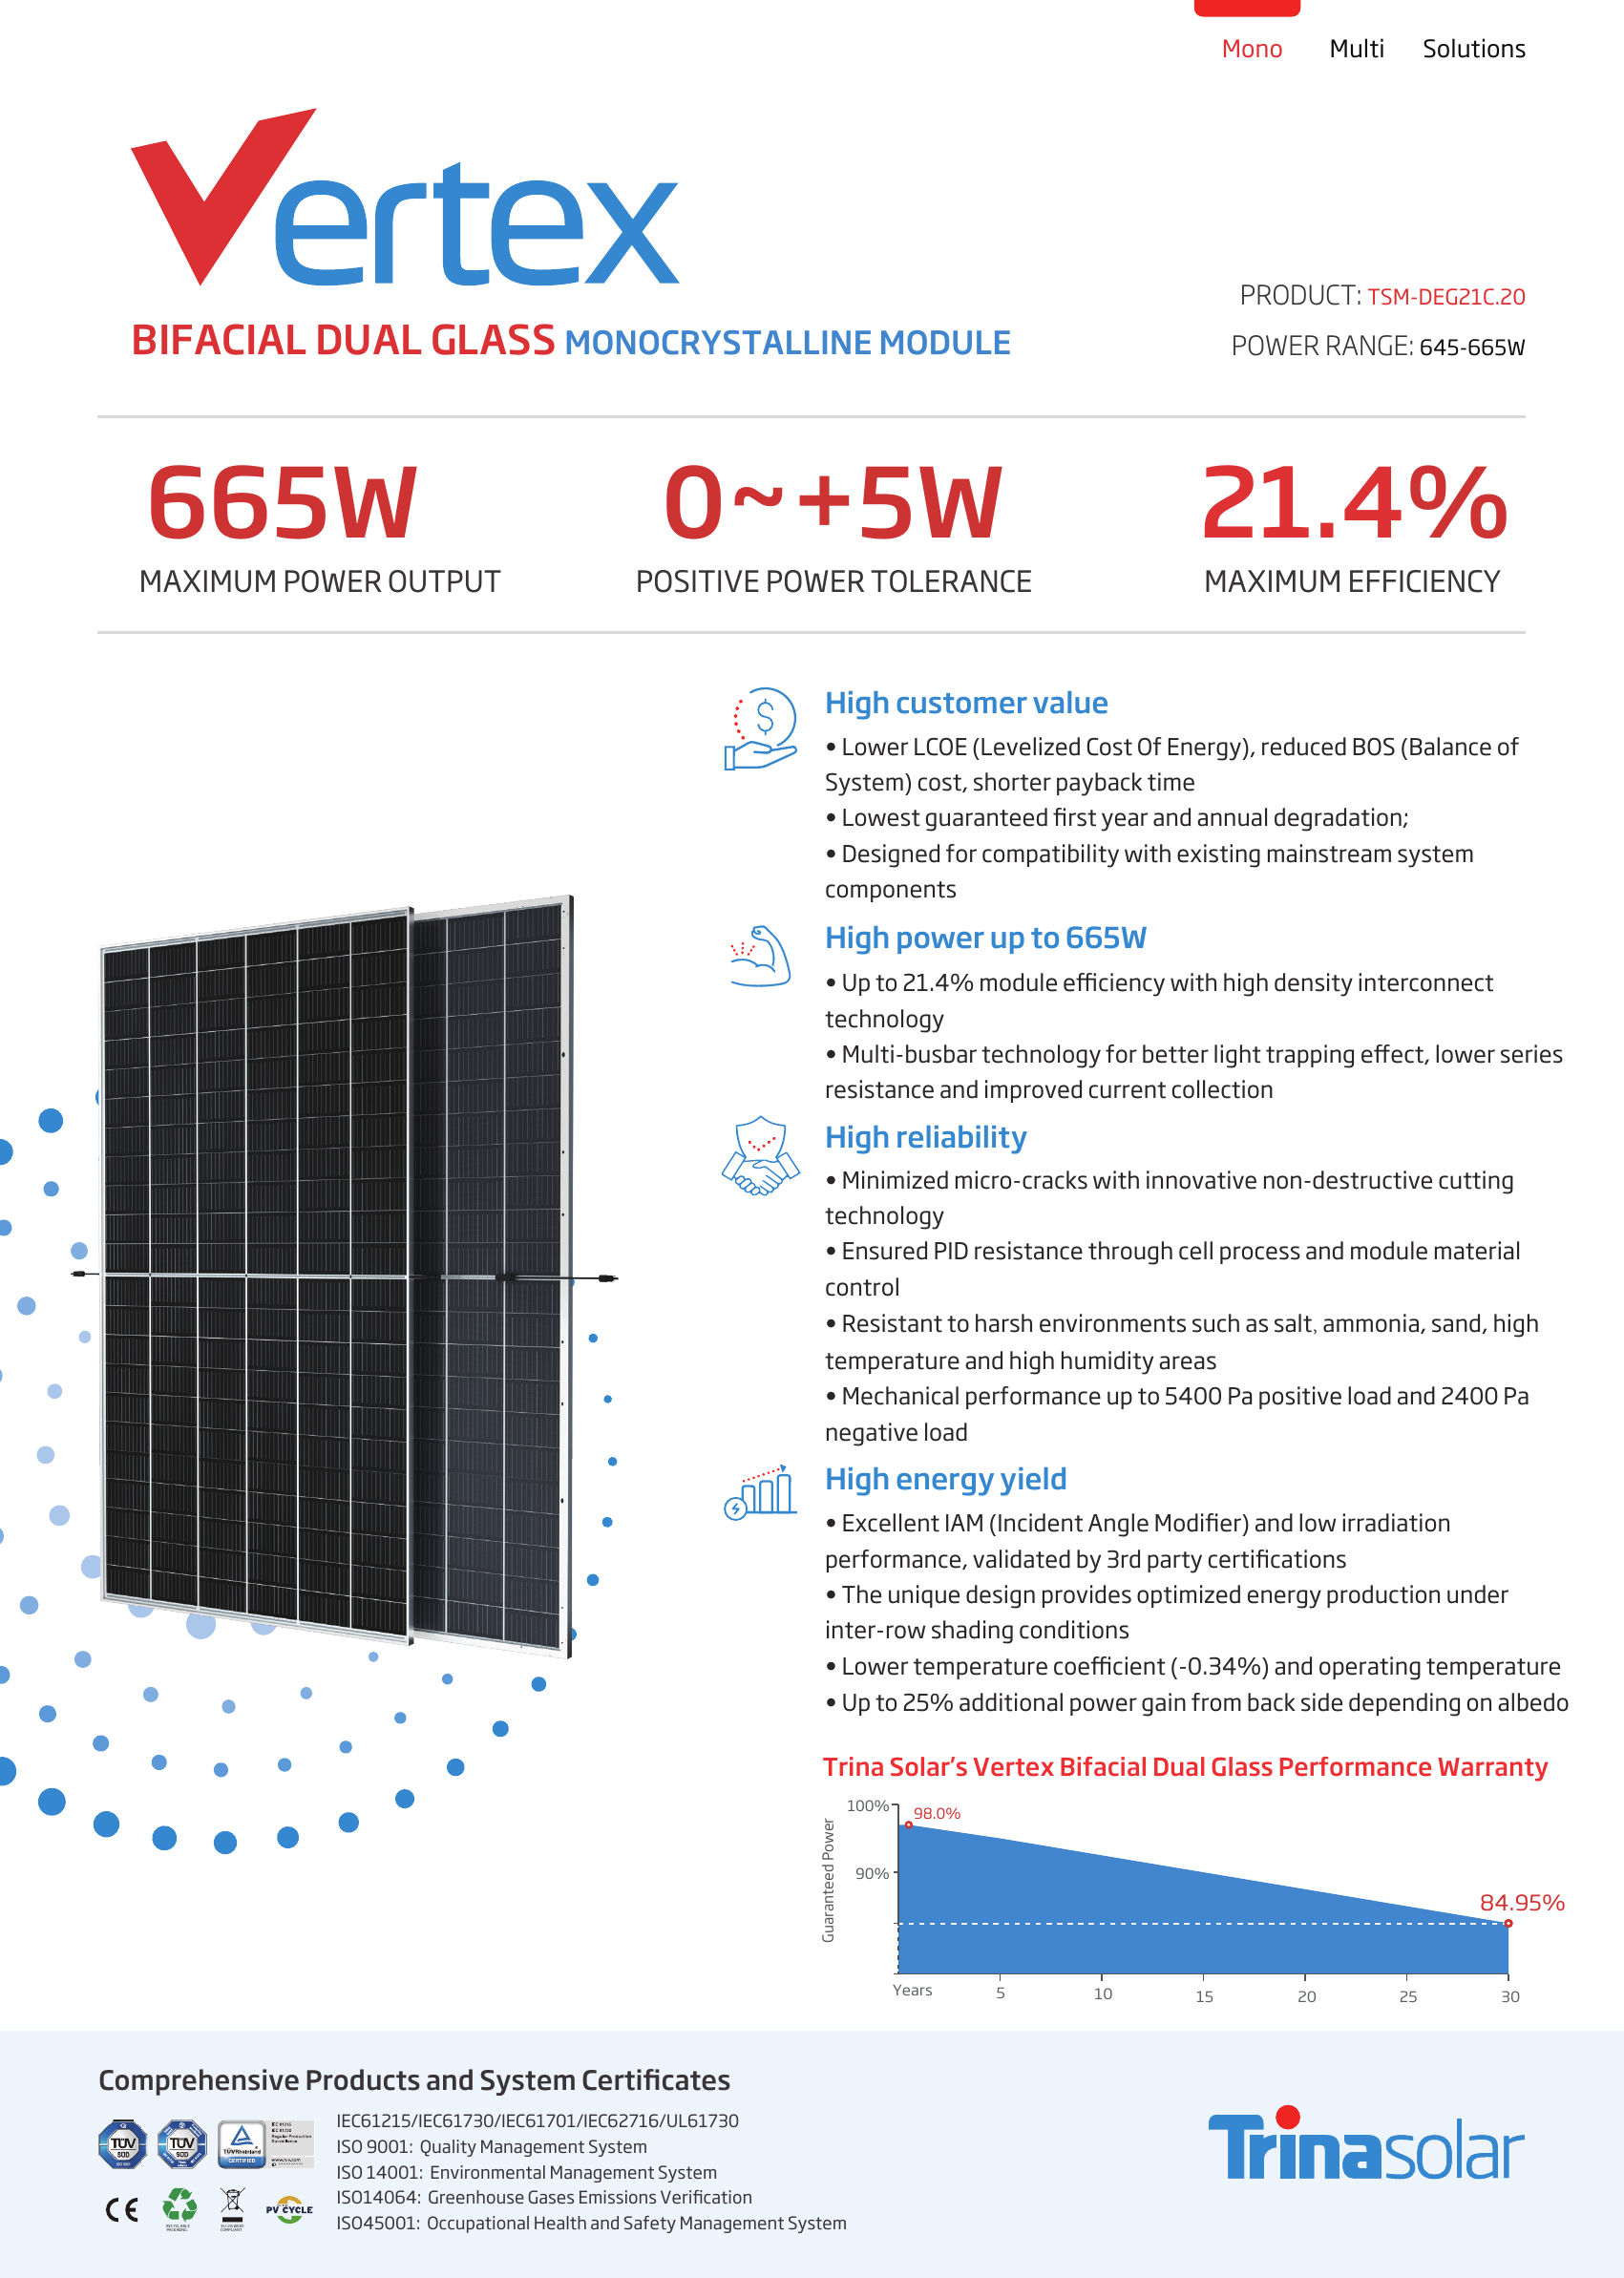 Mono Multi Solutions
Vertex
BIFACIAL DUAL GLASS MONOCRYSTALLINE MODULE
PRODUCT: TSM-DEG21C.20
POWER RANGE: 645-665W
665W
MAXIMUM POWER OUTPUT
0~+5W
POSITIVE POWER TOLERANCE
21.4%
MAXIMUM EFFICIENCY
High customer value
• Lower LCOE (Levelized Cost Of Energy), reduced BOS (Balance of
System) cost, shorter payback time
• Lowest guaranteed first year and annual degradation;
• Designed for compatibility with existing mainstream system
components
High power up to 665W
• Up to 21.4% module efficiency with high density interconnect
technology
• Multi-busbar technology for better light trapping effect, lower series
resistance and improved current collection
High reliability
• Minimized micro-cracks with innovative non-destructive cutting
technology
• Ensured PID resistance through cell process and module material
control
• Resistant to harsh environments such as salt, ammonia, sand, high
temperature and high humidity areas
• Mechanical performance up to 5400 Pa positive load and 2400 Pa
negative load
High energy yield
• Excellent IAM (Incident Angle Modifier) and low irradiation
performance, validated by 3rd party certifications
• The unique design provides optimized energy production under
inter-row shading conditions
• Lower temperature coefficient (-0.34%) and operating temperature
• Up to 25% additional power gain from back side depending on albedo
Trina Solar's Vertex Bifacial Dual Glass Performance Warranty
Guaranteed Power
100%
98.0%
90%
84.95%
Years 5 10 15 20 25 30
Comprehensive Products and System Certificates
IEC61215/IEC61730/IEC61701/IEC62716/UL61730
ISO 9001: Quality Management System
ISO 14001: Environmental Management System
ISO14064: Greenhouse Gases Emissions Verification
ISO45001: Occupational Health and Safety Management System
TÜV SÜD
TÜV SÜD
TÜVRheinland
CERTIFIED
CE
PV CYCLE
Trinasolar